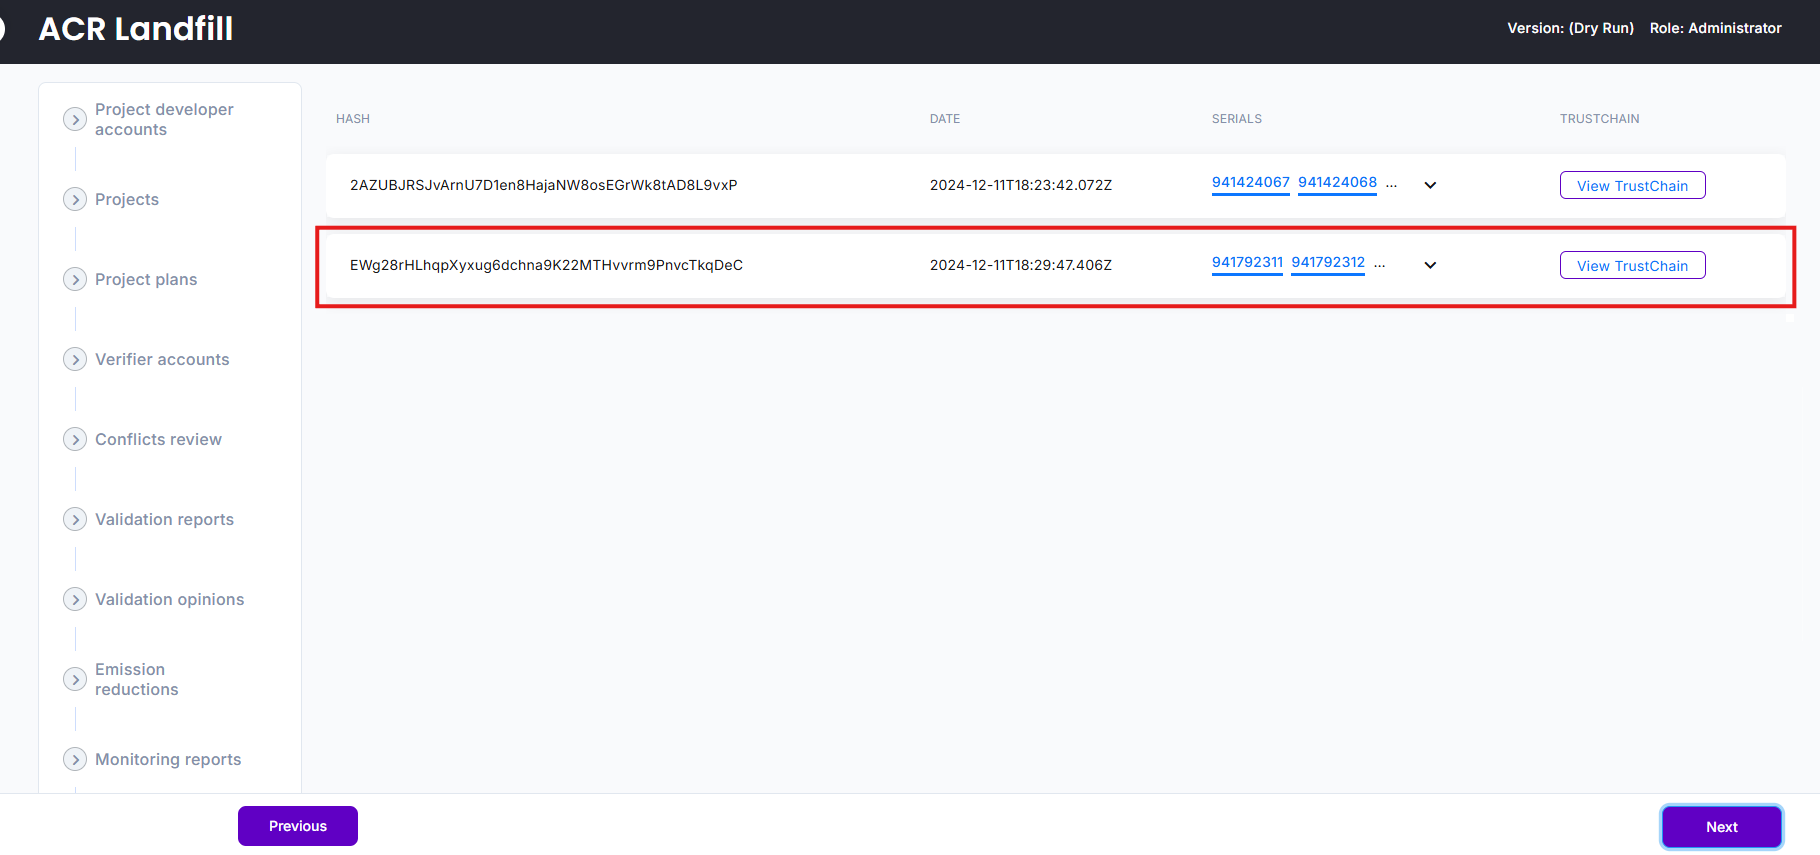 ACR Landfill
Version: (Dry Run) Role: Administrator
Project developer
accounts
Projects
Project plans
Verifier accounts
Conflicts review
Validation reports
Validation opinions
Emission
reductions
Monitoring reports
HASH DATE SERIALS TRUSTCHAIN
2AZUBJRSJvArnU7D1en8HajaNW8osEGrWk8tAD8L9vxP 2024-12-11T18:23:42.072Z 941424067 941424068 ... View TrustChain
EWg28rHLhqpXyxug6dchna9K22MTHvvrm9PnvcTkqDeC 2024-12-11T18:29:47.406Z 941792311 941792312 ... View TrustChain
Previous Next